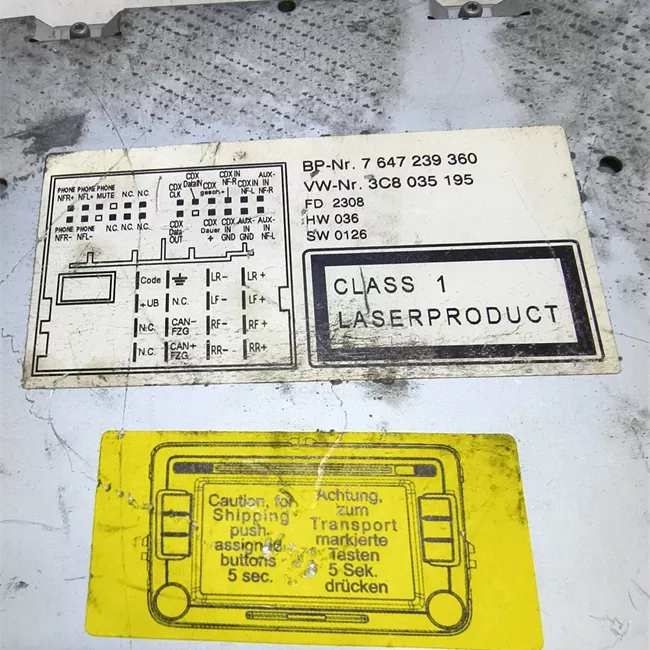 BP-Nr. 7 647 239 360
VW-Nr. 3C8 035 195
FD 2308
HW 036
SW 0126
CLASS 1
LASERPRODUCT
PHONE PHONE PHONE
NFR+ NFL+ MUTE N.C. N.C.
PHONE PHONE
NFR- NFL- N.C. N.C. N.C.
CDX CLK
CDX DataIN
CDX gesch.+
CDX IN NF-R
CDX IN NF-L
AUX-IN NF-R
CDX Data OUT
CDX Dauer +
CDX IN GND
AUX-IN GND
AUX-IN NF-L
Code LR- LR+
+UB N.C. LF- LF+
N.C. CAN-FZG RF- RF+
N.C. CAN+FZG RR- RR+
Caution, for
Shipping
push
assigned
buttons
5 sec.
Achtung,
zum
Transport
markierte
Tasten
5 Sek.
drücken